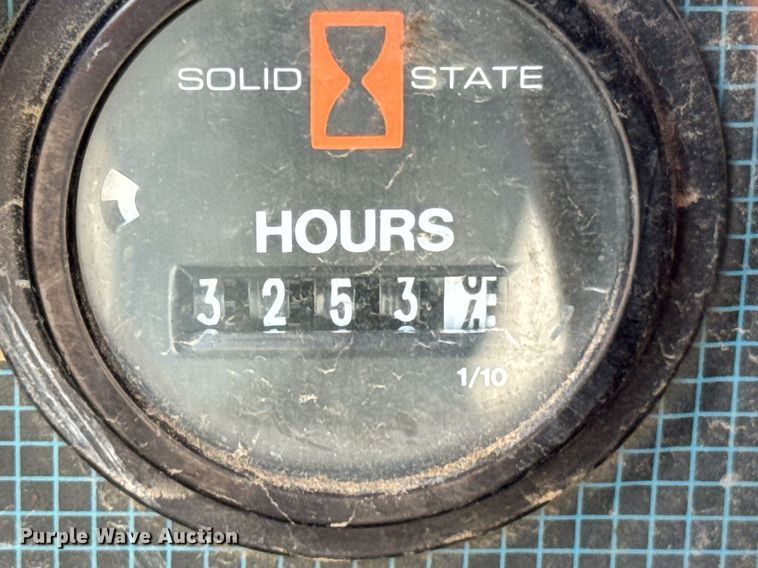 SOLID STATE
HOURS
3 2 5 3
1/10
Purple Wave Auction